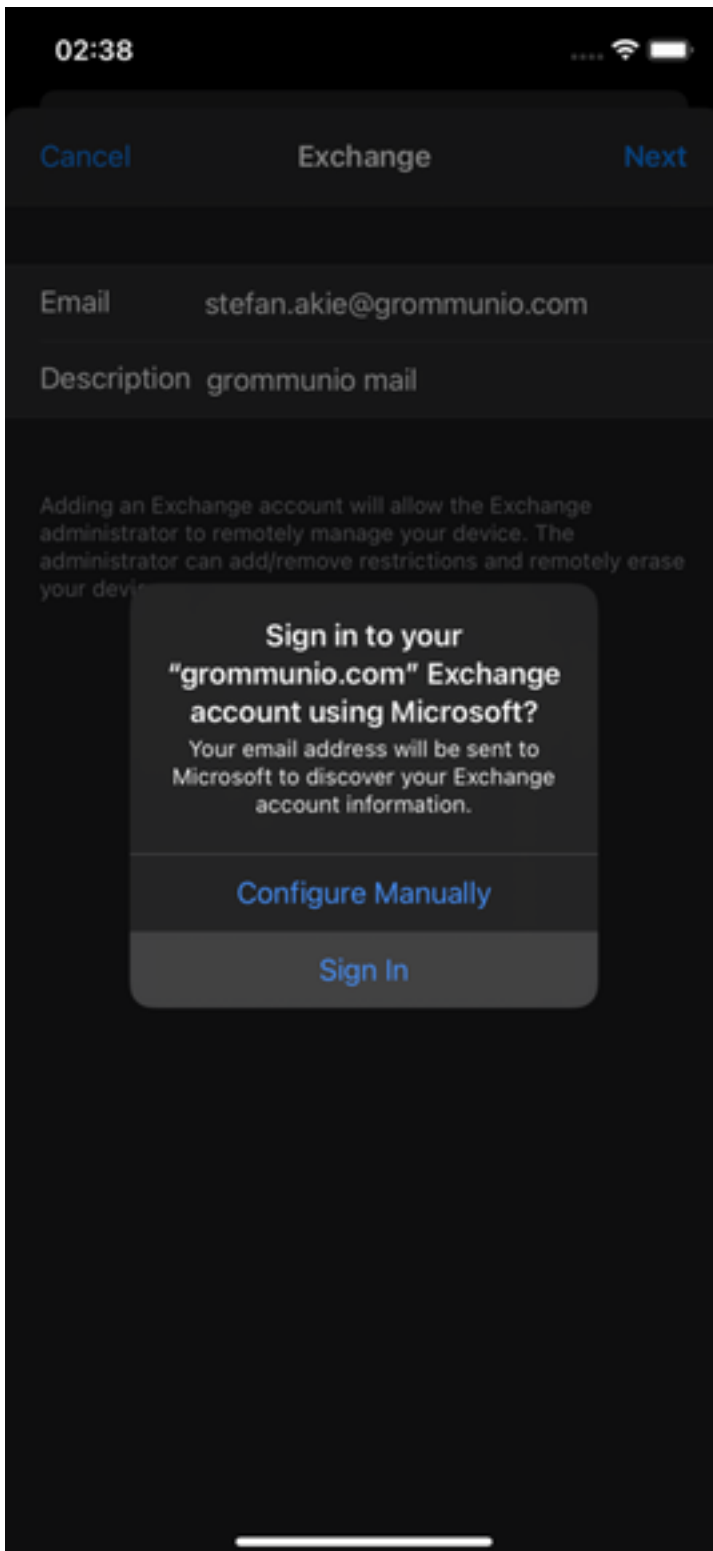 02:38
Cancel Exchange Next
Email stefan.akie@grommunio.com
Description grommunio mail
Adding an Exchange account will allow the Exchange
administrator to remotely manage your device. The
administrator can add/remove restrictions and remotely erase
your devi
Sign in to your
“grommunio.com” Exchange
account using Microsoft?
Your email address will be sent to
Microsoft to discover your Exchange
account information.
Configure Manually
Sign In